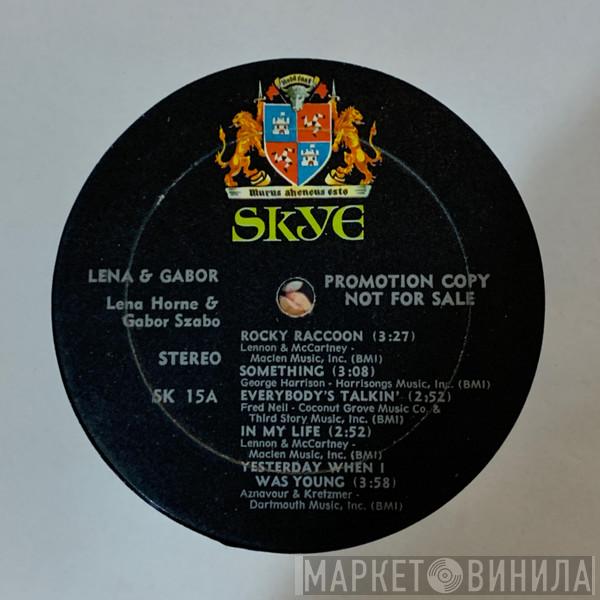 Hold Fast
Murus aheneus esto
SKYE
LENA & GABOR
Lena Horne &
Gabor Szabo
STEREO
SK 15A
PROMOTION COPY
NOT FOR SALE
ROCKY RACCOON (3:27)
Lennon & McCartney -
Maclen Music, Inc. (BMI)
SOMETHING (3:08)
George Harrison - Harrisongs Music, Inc. (BMI)
EVERYBODY'S TALKIN' (2:52)
Fred Neil - Coconut Grove Music Co. &
Third Story Music, Inc. (BMI)
IN MY LIFE (2:52)
Lennon & McCartney -
Maclen Music, Inc. (BMI)
YESTERDAY WHEN I
WAS YOUNG (3:58)
Aznavour & Kretzmer -
Dartmouth Music, Inc. (BMI)
МАРКЕТ ВИНИЛА